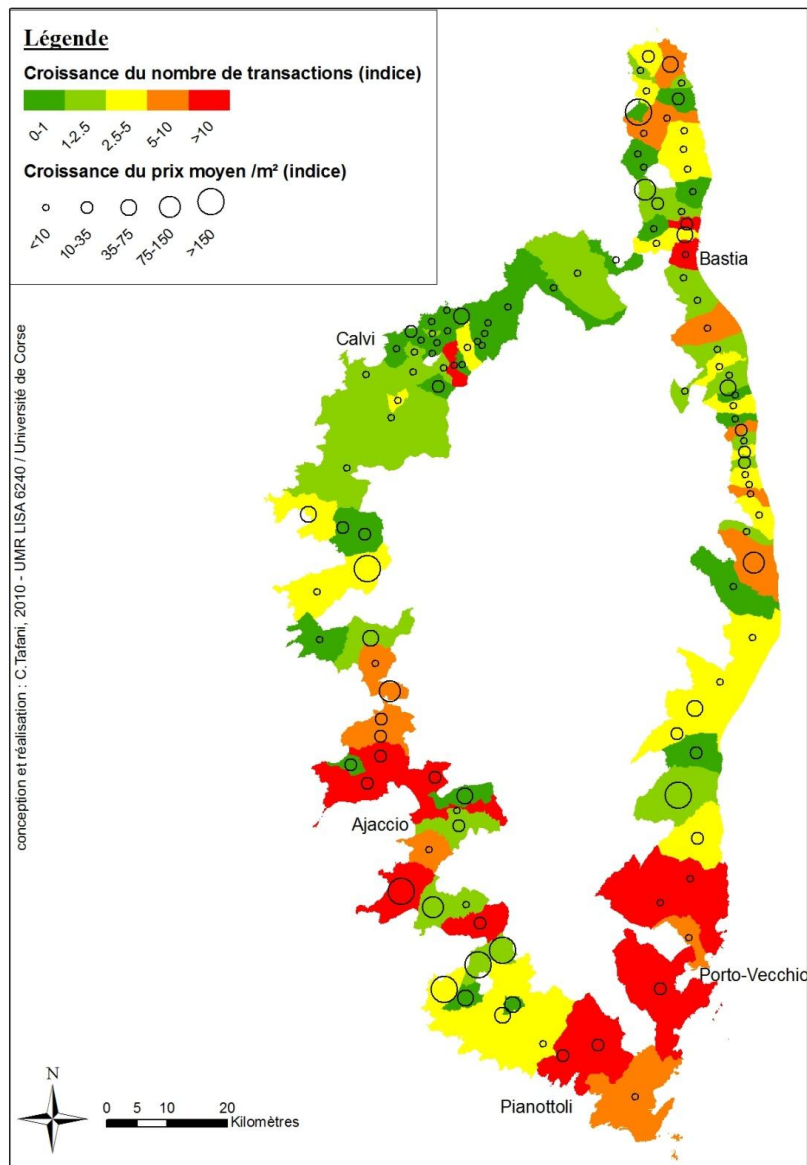 Légende
Croissance du nombre de transactions (indice)
0-1
1-2.5
2.5-5
5-10
>10
Croissance du prix moyen /m² (indice)
<10
10-35
35-75
75-150
>150
Bastia
Calvi
conception et réalisation : C.Tafani, 2010 - UMR LISA 6240 / Université de Corse
Ajaccio
Porto-Vecchio
Pianottoli
N
0 5 10 20
Kilomètres